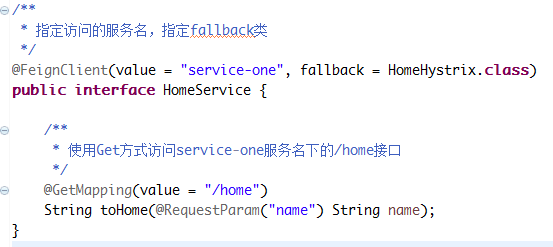 /**
 * 指定访问的服务名，指定fallback类
 */
@FeignClient(value = "service-one", fallback = HomeHystrix.class)
public interface HomeService {
    /**
     * 使用Get方式访问service-one服务名下的/home接口
     */
    @GetMapping(value = "/home")
    String toHome(@RequestParam("name") String name);
}